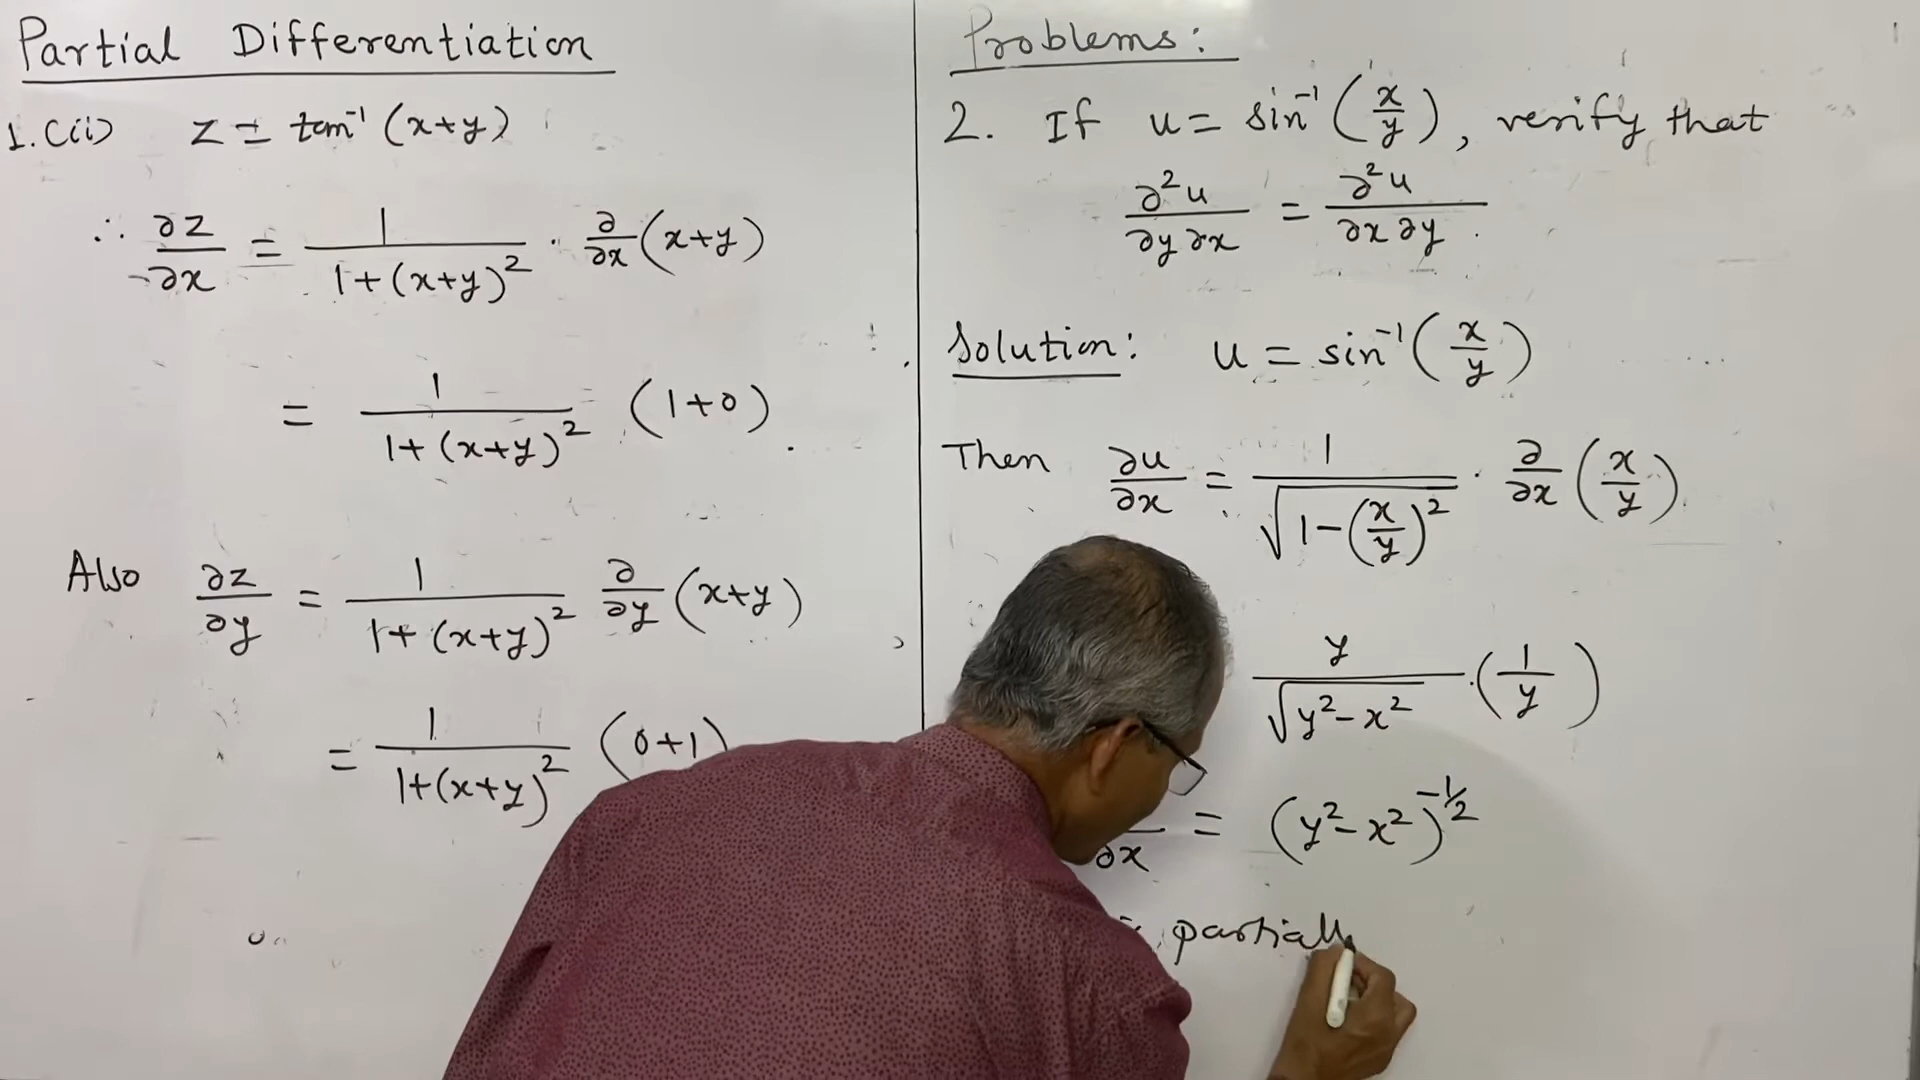 Partial Differentiation
1. (ii) z = tan⁻¹ (x+y)
∴ ∂z/∂x = 1/(1+(x+y)²) · ∂/∂x (x+y)
= 1/(1+(x+y)²) (1+0).
Also ∂z/∂y = 1/(1+(x+y)²) ∂/∂y (x+y)
= 1/(1+(x+y)²) (0+1)
Problems:
2. If u = sin⁻¹(x/y), verify that
∂²u/∂y∂x = ∂²u/∂x∂y.
Solution: u = sin⁻¹(x/y)
Then ∂u/∂x = 1/√(1-(x/y)²) · ∂/∂x (x/y)
y/√(y²-x²) · (1/y)
∂x = (y²-x²)^(-1/2)
partially